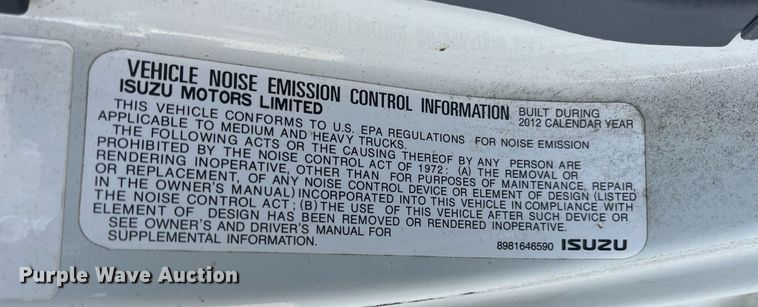 VEHICLE NOISE EMISSION CONTROL INFORMATION
ISUZU MOTORS LIMITED
BUILT DURING
2012 CALENDAR YEAR
THIS VEHICLE CONFORMS TO U.S. EPA REGULATIONS FOR NOISE EMISSION
APPLICABLE TO MEDIUM AND HEAVY TRUCKS.
THE FOLLOWING ACTS OR THE CAUSING THEREOF BY ANY PERSON ARE
PROHIBITED BY THE NOISE CONTROL ACT OF 1972: (A) THE REMOVAL OR
RENDERING INOPERATIVE, OTHER THAN FOR PURPOSES OF MAINTENANCE, REPAIR,
OR REPLACEMENT, OF ANY NOISE CONTROL DEVICE OR ELEMENT OF DESIGN (LISTED
IN THE OWNER'S MANUAL) INCORPORATED INTO THIS VEHICLE IN COMPLIANCE WITH
THE NOISE CONTROL ACT; (B) THE USE OF THIS VEHICLE AFTER SUCH DEVICE OR
ELEMENT OF DESIGN HAS BEEN REMOVED OR RENDERED INOPERATIVE.
SEE OWNER'S AND DRIVER'S MANUAL FOR
SUPPLEMENTAL INFORMATION.
8981646590 ISUZU
Purple Wave Auction